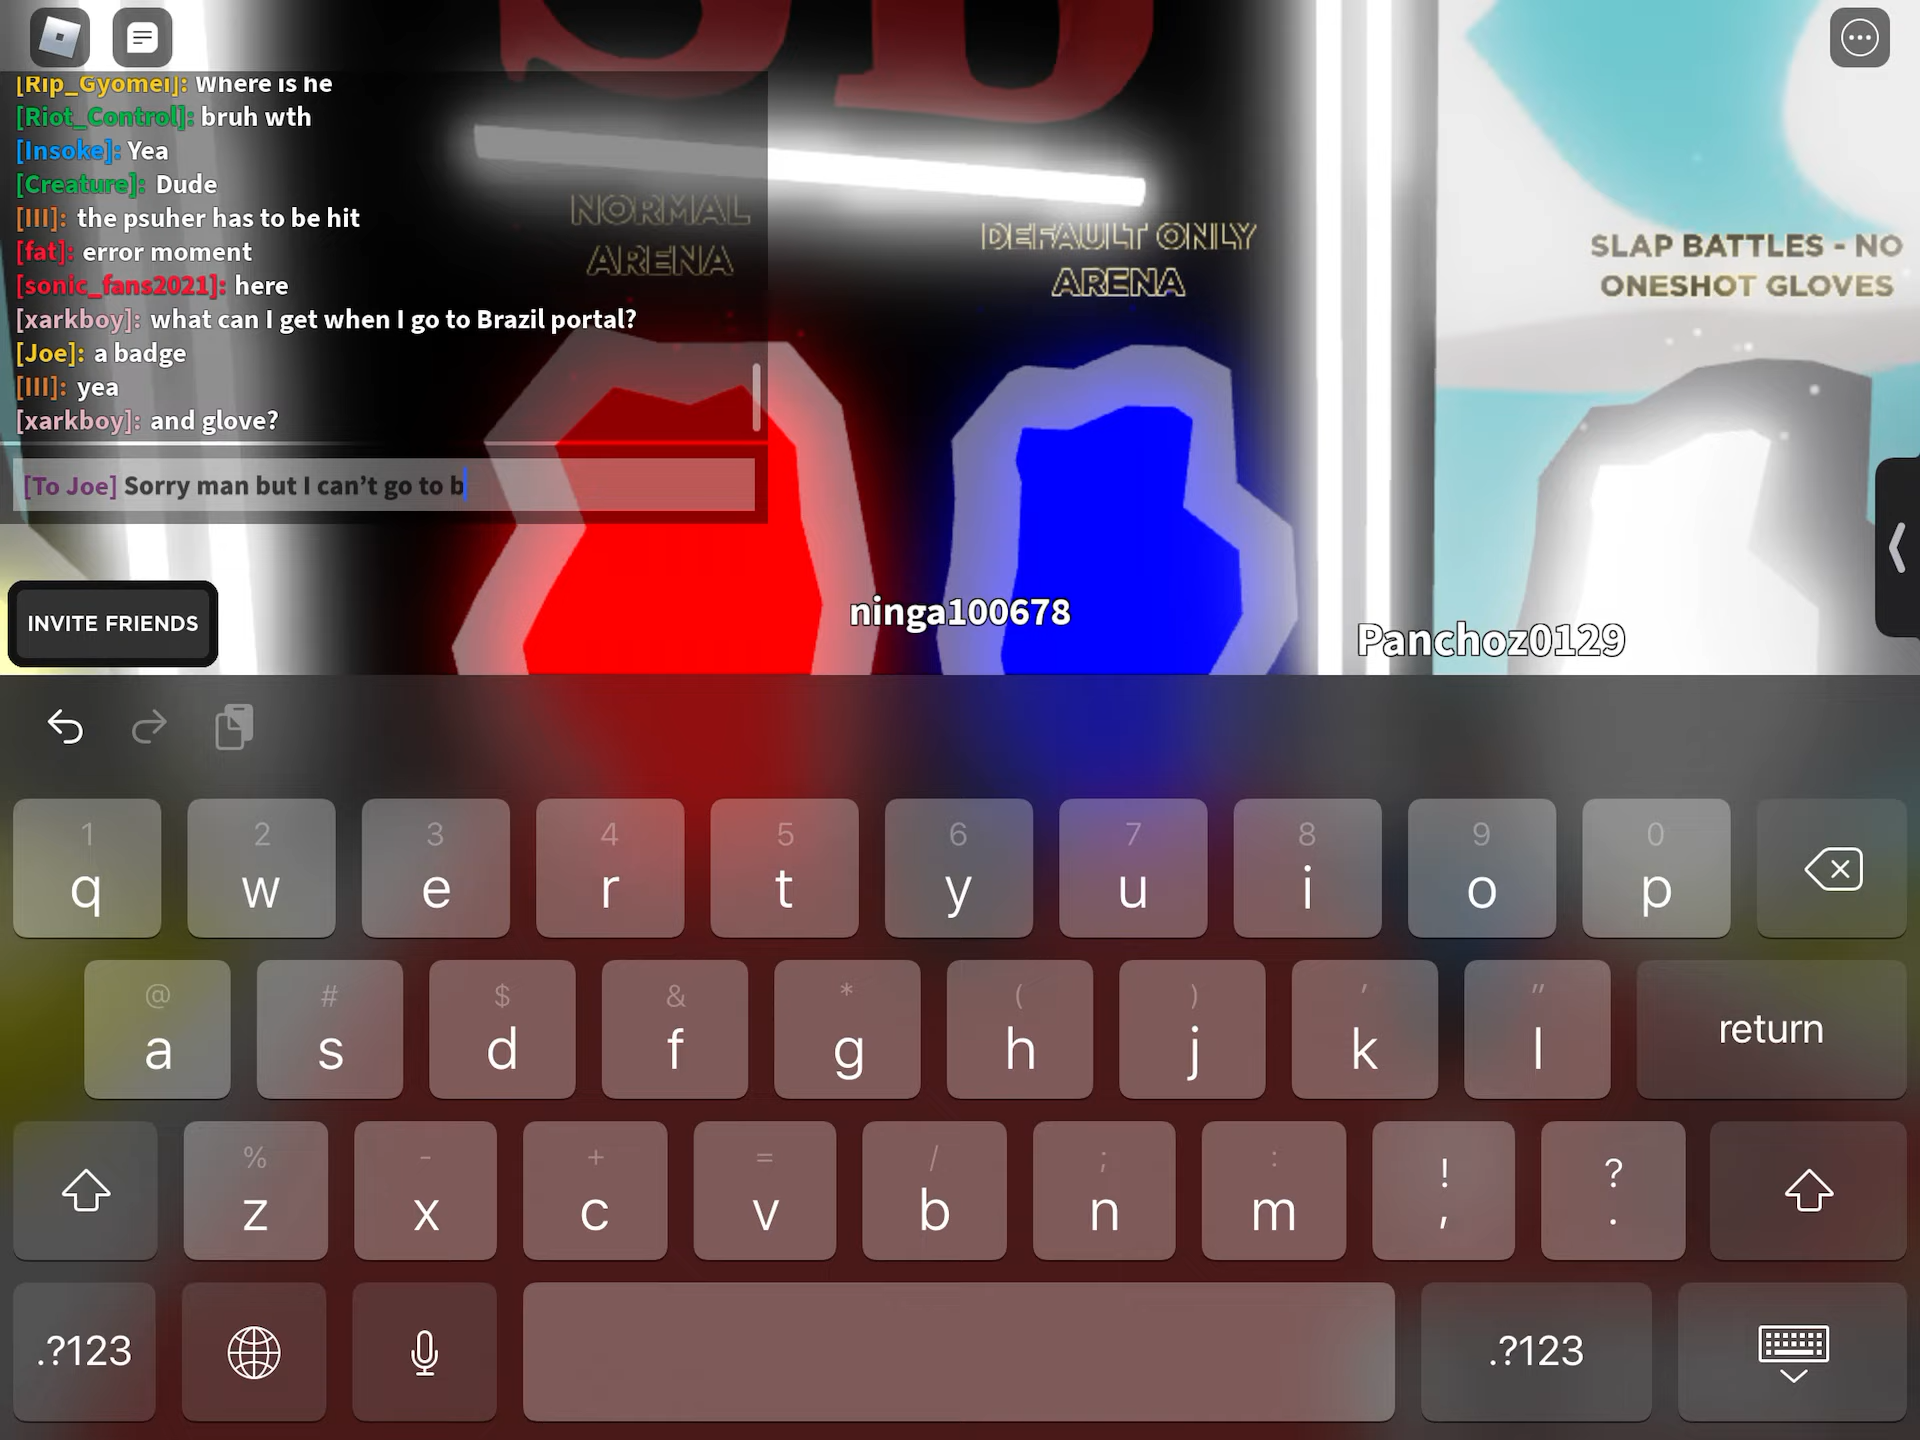 [Rip_Gyomei]: Where is he
[Riot_Control]: bruh wth
[Insoke]: Yea
[Creature]: Dude
[III]: the psuher has to be hit
[fat]: error moment
[sonic_fans2021]: here
[xarkboy]: what can I get when I go to Brazil portal?
[Joe]: a badge
[III]: yea
[xarkboy]: and glove?
[To Joe] Sorry man but I can’t go to b
SB
NORMAL
ARENA
DEFAULT ONLY
ARENA
SLAP BATTLES - NO
ONESHOT GLOVES
INVITE FRIENDS
ninga100678
Panchoz0129
1 2 3 4 5 6 7 8 9 0
q w e r t y u i o p
@ # $ & * ( ) ' "
a s d f g h j k l return
% - + = / ; : ! ?
z x c v b n m , .
.?123 .?123